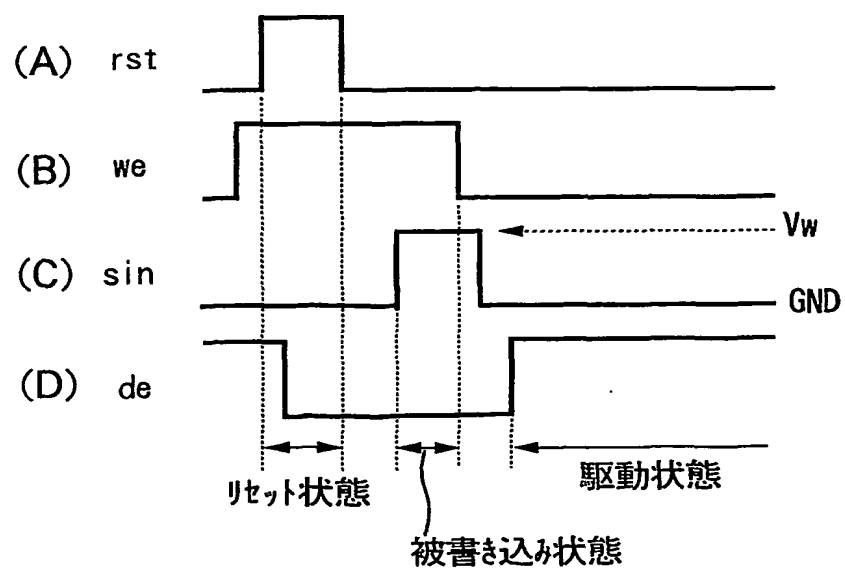 (A) rst
(B) we
Vw
(C) sin
GND
(D) de
リセット状態
駆動状態
被書き込み状態